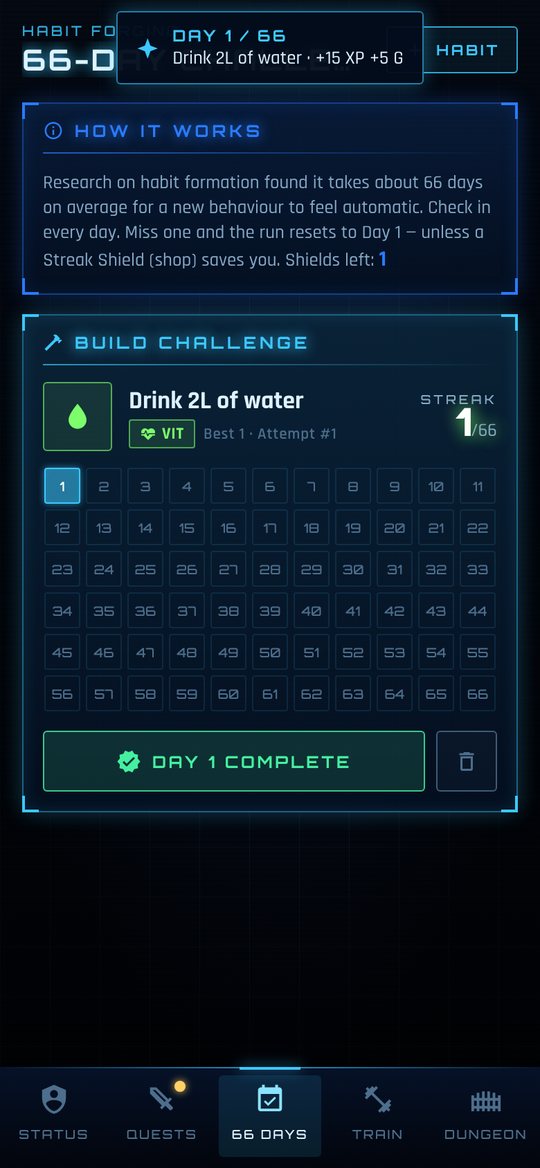 HABIT FOR
DAY 1 / 66
Drink 2L of water · +15 XP +5 G
66-D
HABIT
HOW IT WORKS
Research on habit formation found it takes about 66 days
on average for a new behaviour to feel automatic. Check in
every day. Miss one and the run resets to Day 1 – unless a
Streak Shield (shop) saves you. Shields left: 1
BUILD CHALLENGE
Drink 2L of water
VIT
Best 1 · Attempt #1
STREAK
1/66
1 2 3 4 5 6 7 8 9 10 11
12 13 14 15 16 17 18 19 20 21 22
23 24 25 26 27 28 29 30 31 32 33
34 35 36 37 38 39 40 41 42 43 44
45 46 47 48 49 50 51 52 53 54 55
56 57 58 59 60 61 62 63 64 65 66
DAY 1 COMPLETE
STATUS QUESTS 66 DAYS TRAIN DUNGEON